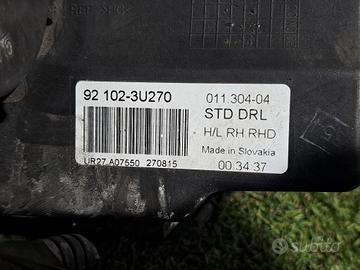 92 102-3U270
011.304-04
STD DRL
H/L RH RHD
Made in Slovakia
UR27.A07550 270815
00:34:37
subito